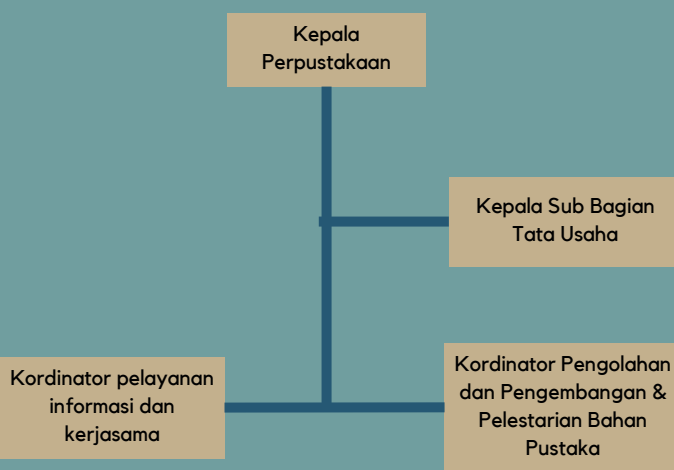 Kepala
Perpustakaan
Kepala Sub Bagian
Tata Usaha
Kordinator pelayanan
informasi dan
kerjasama
Kordinator Pengolahan
dan Pengembangan &
Pelestarian Bahan
Pustaka